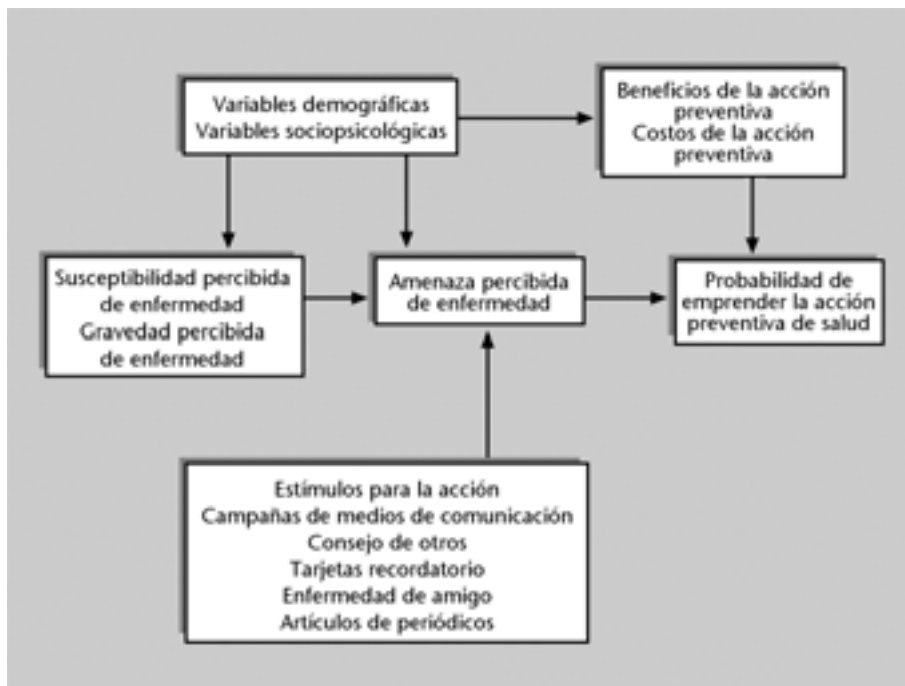 Variables demográficas
Variables sociopsicológicas
Beneficios de la acción
preventiva
Costos de la acción
preventiva
Susceptibilidad percibida
de enfermedad
Gravedad percibida
de enfermedad
Amenaza percibida
de enfermedad
Probabilidad de
emprender la acción
preventiva de salud
Estímulos para la acción
Campañas de medios de comunicación
Consejo de otros
Tarjetas recordatorio
Enfermedad de amigo
Artículos de periódicos